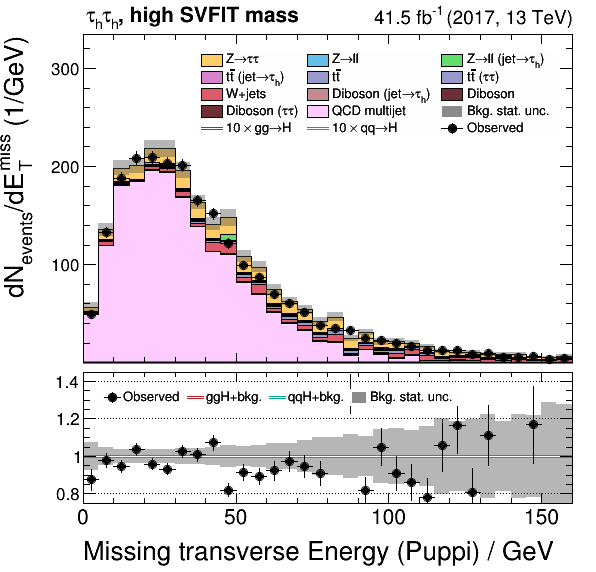 τhτh, high SVFIT mass 41.5 fb-1 (2017, 13 TeV)
dNevents/dETmiss (1/GeV)
300
200
100
Z→ττ Z→ll Z→ll (jet→τh)
tt̄ (jet→τh) tt̄ tt̄ (ττ)
W+jets Diboson (jet→τh) Diboson
Diboson (ττ) QCD multijet Bkg. stat. unc.
10 × gg→H 10 × qq→H Observed
1.4
1.2
1
0.8
Observed ggH+bkg. qqH+bkg. Bkg. stat. unc.
0 50 100 150
Missing transverse Energy (Puppi) / GeV